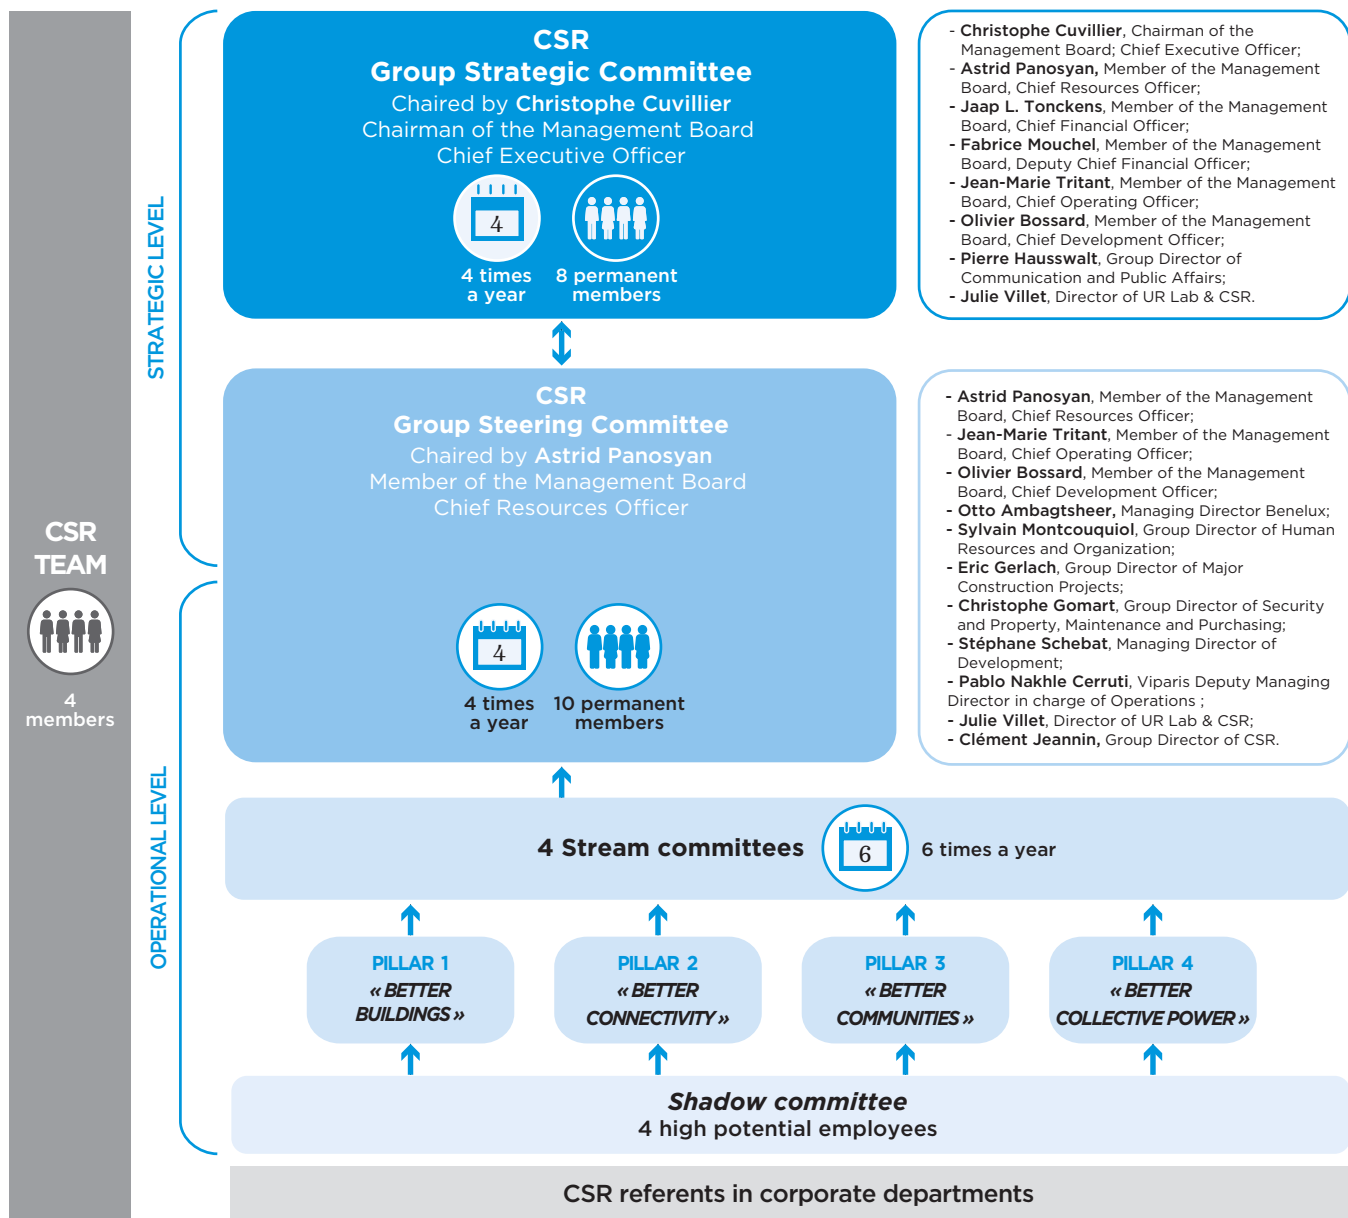 CSR
TEAM
4
members
STRATEGIC LEVEL
OPERATIONAL LEVEL
CSR
Group Strategic Committee
Chaired by Christophe Cuvillier
Chairman of the Management Board
Chief Executive Officer
4
4 times
a year
8 permanent
members
- Christophe Cuvillier, Chairman of the
Management Board; Chief Executive Officer;
- Astrid Panosyan, Member of the Management
Board, Chief Resources Officer;
- Jaap L. Tonckens, Member of the Management
Board, Chief Financial Officer;
- Fabrice Mouchel, Member of the Management
Board, Deputy Chief Financial Officer;
- Jean-Marie Tritant, Member of the Management
Board, Chief Operating Officer;
- Olivier Bossard, Member of the Management
Board, Chief Development Officer;
- Pierre Hausswalt, Group Director of
Communication and Public Affairs;
- Julie Villet, Director of UR Lab & CSR.
CSR
Group Steering Committee
Chaired by Astrid Panosyan
Member of the Management Board
Chief Resources Officer
4
4 times
a year
10 permanent
members
- Astrid Panosyan, Member of the Management
Board, Chief Resources Officer;
- Jean-Marie Tritant, Member of the Management
Board, Chief Operating Officer;
- Olivier Bossard, Member of the Management
Board, Chief Development Officer;
- Otto Ambagtsheer, Managing Director Benelux;
- Sylvain Montcouquiol, Group Director of Human
Resources and Organization;
- Eric Gerlach, Group Director of Major
Construction Projects;
- Christophe Gomart, Group Director of Security
and Property, Maintenance and Purchasing;
- Stéphane Schebat, Managing Director of
Development;
- Pablo Nakhle Cerruti, Viparis Deputy Managing
Director in charge of Operations ;
- Julie Villet, Director of UR Lab & CSR;
- Clément Jeannin, Group Director of CSR.
4 Stream committees
6
6 times a year
PILLAR 1
« BETTER
BUILDINGS »
PILLAR 2
« BETTER
CONNECTIVITY »
PILLAR 3
« BETTER
COMMUNITIES »
PILLAR 4
« BETTER
COLLECTIVE POWER »
Shadow committee
4 high potential employees
CSR referents in corporate departments